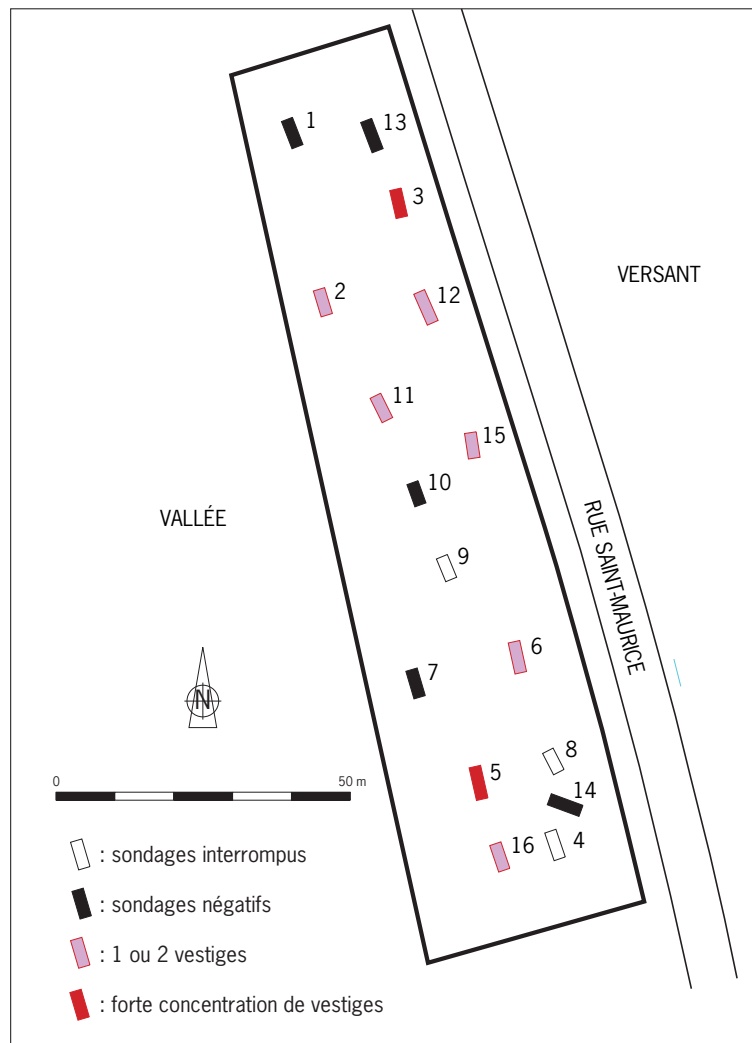 1
13
3
2
12
VERSANT
11
15
10
VALLÉE
9
RUE SAINT-MAURICE
6
7
N
8
5
14
0
50 m
16
4
: sondages interrompus
: sondages négatifs
: 1 ou 2 vestiges
: forte concentration de vestiges